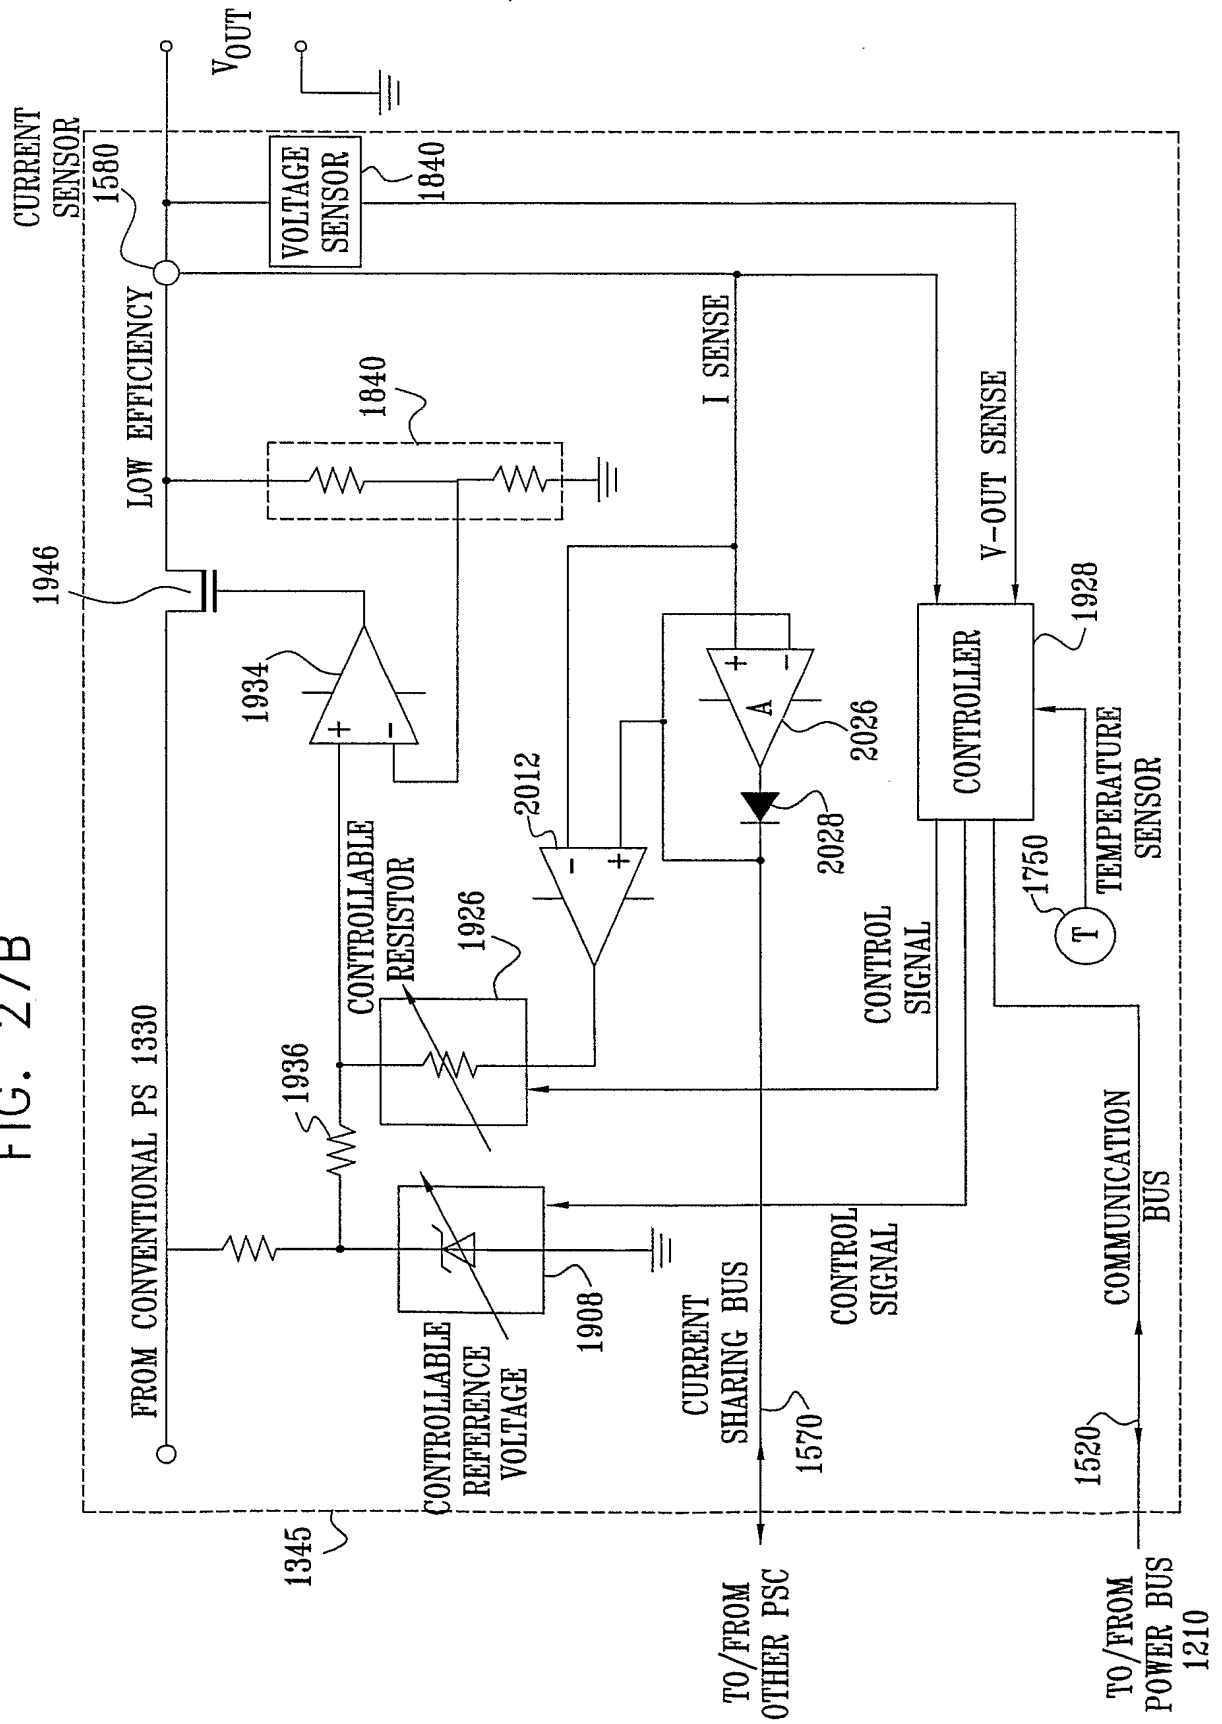 FIG. 27B
FROM CONVENTIONAL PS 1330
1946
LOW EFFICIENCY
CURRENT
SENSOR
1580
VOUT
VOLTAGE
SENSOR
1840
1840
1934
+
−
1936
CONTROLLABLE
RESISTOR
1926
2012
−
+
CONTROLLABLE
REFERENCE
VOLTAGE
1908
1345
I SENSE
+
−
A
2026
2028
CURRENT
SHARING BUS
1570
TO/FROM
OTHER PSC
V-OUT SENSE
CONTROLLER
1928
CONTROL
SIGNAL
CONTROL
SIGNAL
1750
T
TEMPERATURE
SENSOR
COMMUNICATION
BUS
1520
TO/FROM
POWER BUS
1210